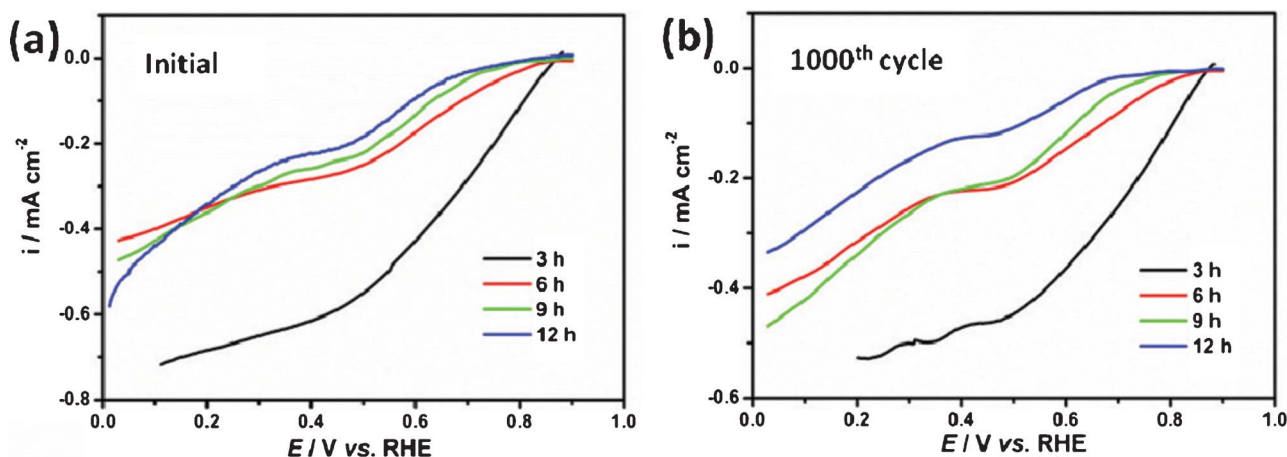 (a)
Initial
0.0
-0.2
-0.4
-0.6
-0.8
i / mA cm-2
3 h
6 h
9 h
12 h
0.0 0.2 0.4 0.6 0.8 1.0
E / V vs. RHE
(b)
1000th cycle
0.0
-0.2
-0.4
-0.6
i / mA cm-2
3 h
6 h
9 h
12 h
0.0 0.2 0.4 0.6 0.8 1.0
E / V vs. RHE